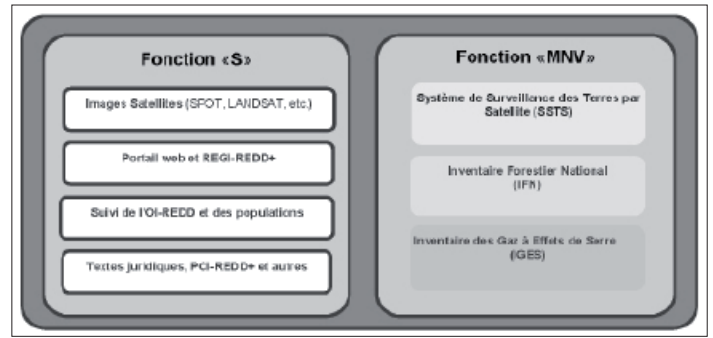 Fonction «S»
Images Satellites (SPOT, LANDSAT, etc.)
Portail web et REGI-REDD+
Suivi de l'OI-REDD et des populations
Textes juridiques, PCI-REDD+ et autres
Fonction «MNV»
Système de Surveillance des Terres par
Satellite (SSTS)
Inventaire Forestier National
(IFN)
Inventaire des Gaz à Effets de Serre
(IGES)